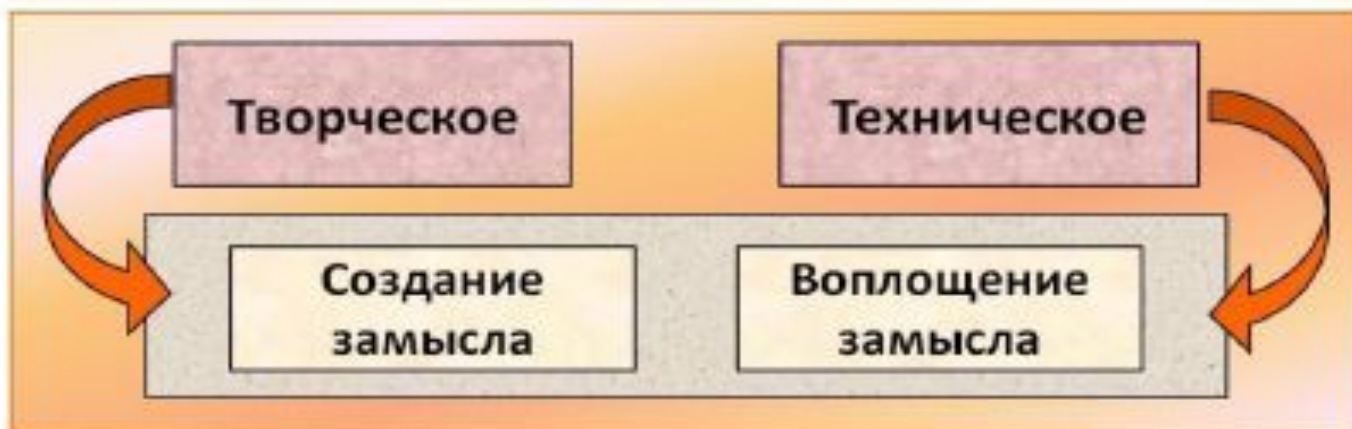 Творческое
Техническое
Создание
замысла
Воплощение
замысла